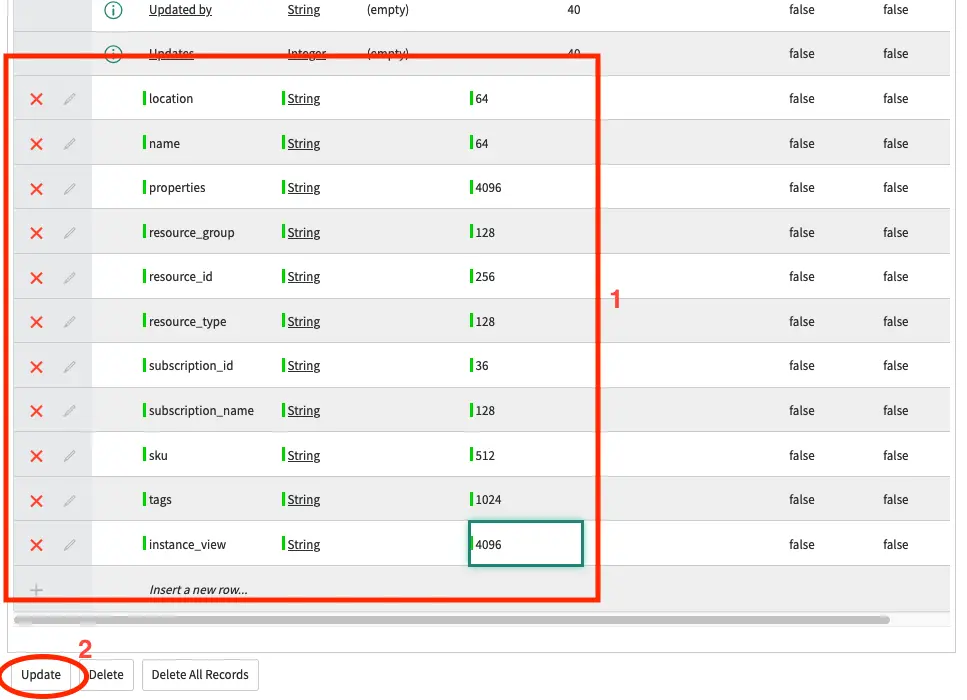 Updated by String (empty) 40 false false
Updates Integer (empty) 40 false false
location String 64 false false
name String 64 false false
properties String 4096 false false
resource_group String 128 false false
resource_id String 256 false false
1
resource_type String 128 false false
subscription_id String 36 false false
subscription_name String 128 false false
sku String 512 false false
tags String 1024 false false
instance_view String 4096 false false
Insert a new row...
2
Update Delete Delete All Records